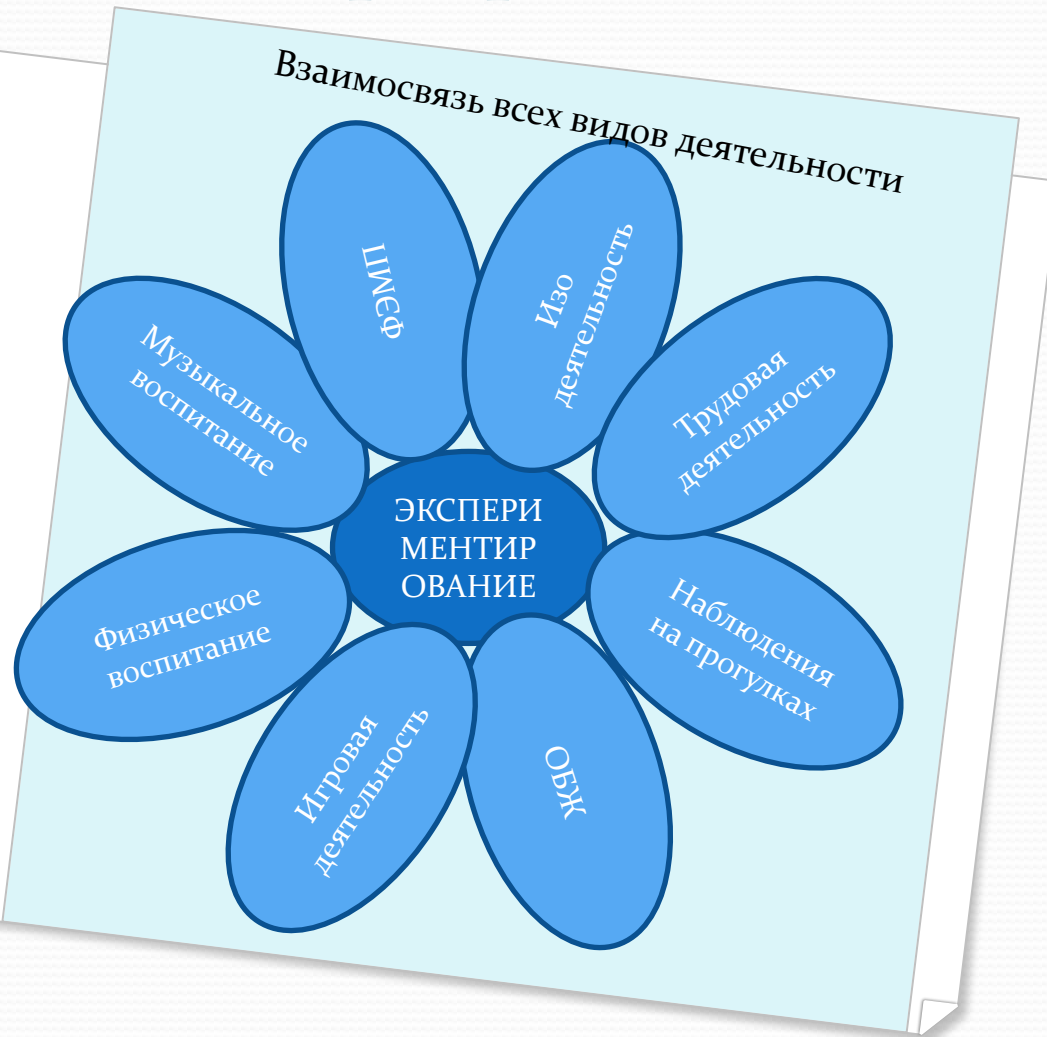 Взаимосвязь всех видов деятельности
ФЭМП
Изо
деятельность
Трудовая
деятельность
Наблюдения
на прогулках
ОБЖ
Игровая
деятельность
Физическое
воспитание
Музыкальное
воспитание
ЭКСПЕРИ
МЕНТИР
ОВАНИЕ